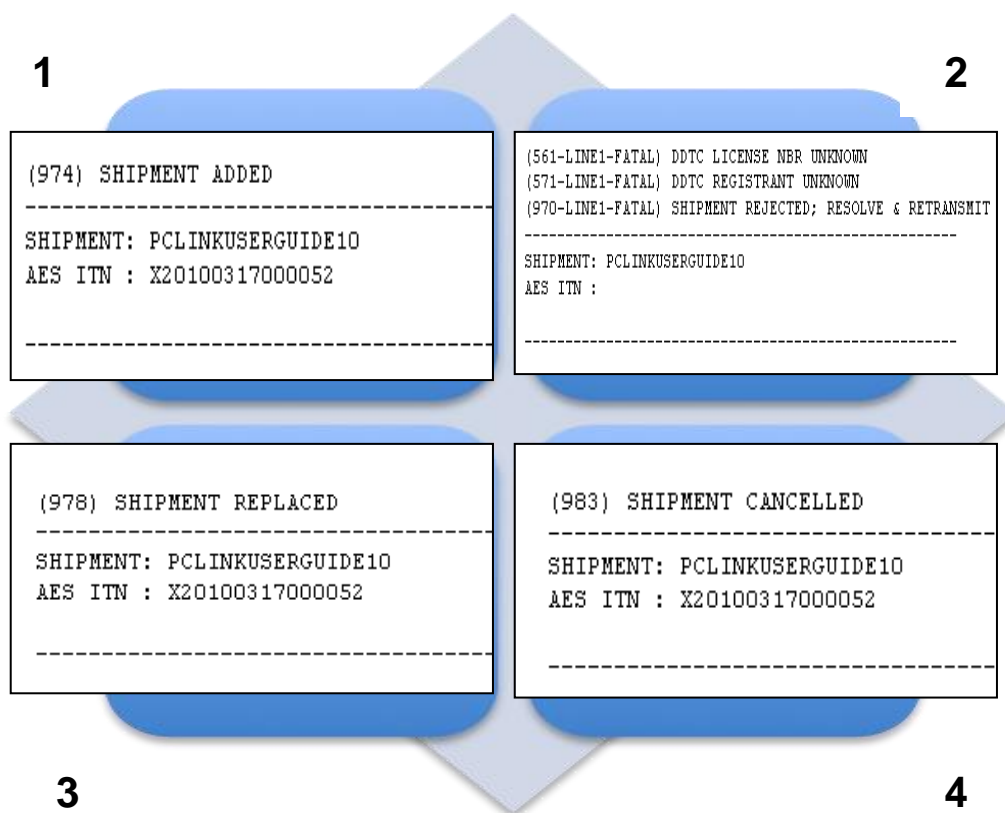 1
(974) SHIPMENT ADDED
---------------------------------------
SHIPMENT: PCLINKUSERGUIDE10
AES ITN : X20100317000052
---------------------------------------
2
(561-LINE1-FATAL) DDTC LICENSE NBR UNKNOWN
(571-LINE1-FATAL) DDTC REGISTRANT UNKNOWN
(970-LINE1-FATAL) SHIPMENT REJECTED; RESOLVE & RETRANSMIT
-------------------------------------------------------
SHIPMENT: PCLINKUSERGUIDE10
AES ITN :
-------------------------------------------------------
(978) SHIPMENT REPLACED
--------------------------------------
SHIPMENT: PCLINKUSERGUIDE10
AES ITN : X20100317000052
--------------------------------------
3
(983) SHIPMENT CANCELLED
-------------------------------------
SHIPMENT: PCLINKUSERGUIDE10
AES ITN : X20100317000052
-------------------------------------
4